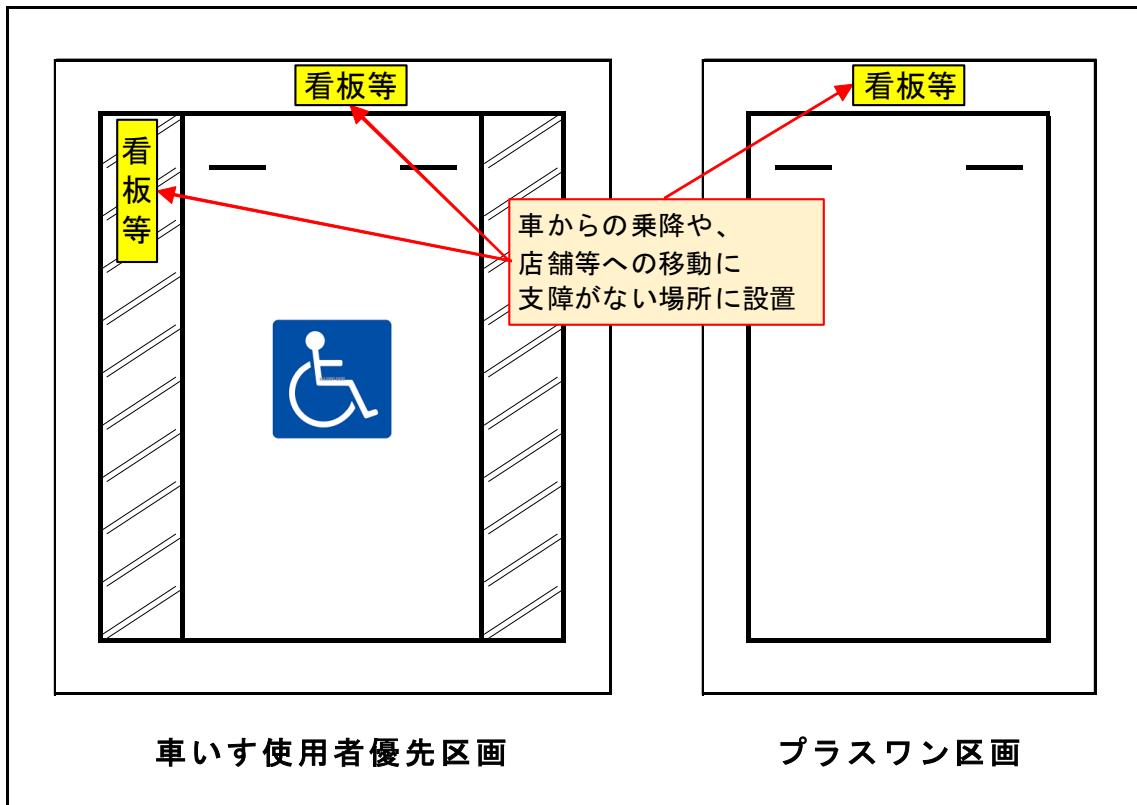 看板等
看板等
看板等
車からの乗降や、
店舗等への移動に
支障がない場所に設置
車いす使用者優先区画
プラスワン区画